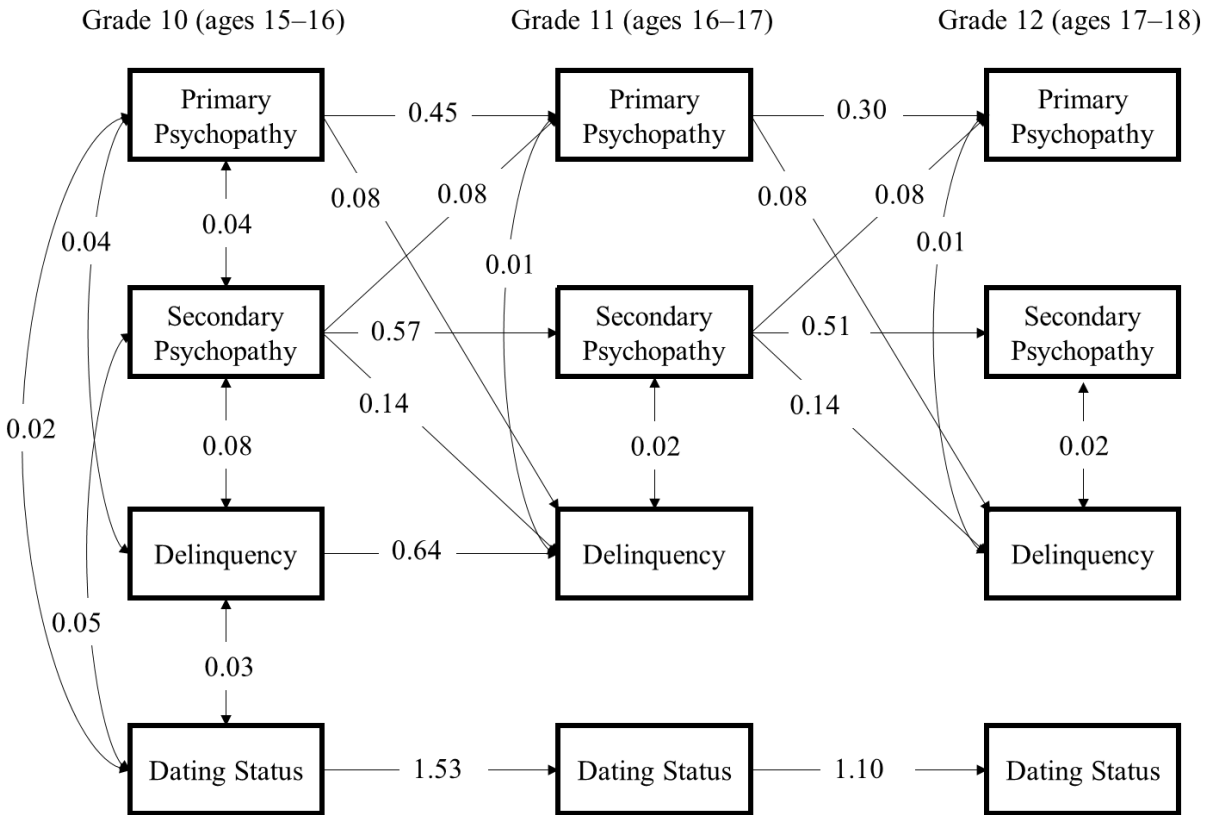 Grade 10 (ages 15–16)
Grade 11 (ages 16–17)
Grade 12 (ages 17–18)
Primary
Psychopathy
0.45
Primary
Psychopathy
0.30
Primary
Psychopathy
0.04
0.04
0.08
0.08
0.01
0.08
0.08
0.01
Secondary
Psychopathy
0.57
Secondary
Psychopathy
0.51
Secondary
Psychopathy
0.02
0.08
0.14
0.02
0.14
0.02
Delinquency
0.64
Delinquency
Delinquency
0.05
0.03
Dating Status
1.53
Dating Status
1.10
Dating Status